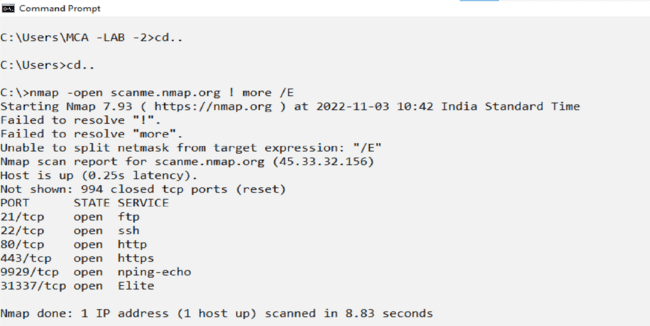 Command Prompt
C:\Users\MCA -LAB -2>cd..
C:\Users>cd..
C:\>nmap -open scanme.nmap.org ! more /E
Starting Nmap 7.93 ( https://nmap.org ) at 2022-11-03 10:42 India Standard Time
Failed to resolve "!".
Failed to resolve "more".
Unable to split netmask from target expression: "/E"
Nmap scan report for scanme.nmap.org (45.33.32.156)
Host is up (0.25s latency).
Not shown: 994 closed tcp ports (reset)
PORT      STATE SERVICE
21/tcp    open  ftp
22/tcp    open  ssh
80/tcp    open  http
443/tcp   open  https
9929/tcp  open  nping-echo
31337/tcp open  Elite
Nmap done: 1 IP address (1 host up) scanned in 8.83 seconds